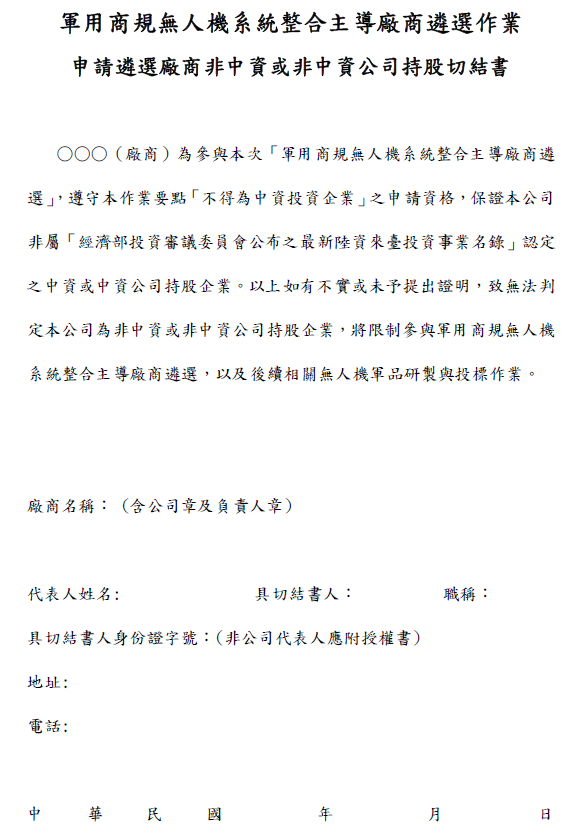 軍用商規無人機系統整合主導廠商遴選作業
申請遴選廠商非中資或非中資公司持股切結書
〇〇〇（廠商）為參與本次「軍用商規無人機系統整合主導廠商遴
選」，遵守本作業要點「不得為中資投資企業」之申請資格，保證本公司
非屬「經濟部投資審議委員會公布之最新陸資來臺投資事業名錄」認定
之中資或中資公司持股企業。以上如有不實或未予提出證明，致無法判
定本公司為非中資或非中資公司持股企業，將限制參與軍用商規無人機
系統整合主導廠商遴選，以及後續相關無人機軍品研製與投標作業。
廠商名稱：（含公司章及負責人章）
代表人姓名: 具切結書人： 職稱：
具切結書人身份證字號：(非公司代表人應附授權書)
地址:
電話:
中 華 民 國 年 月 日